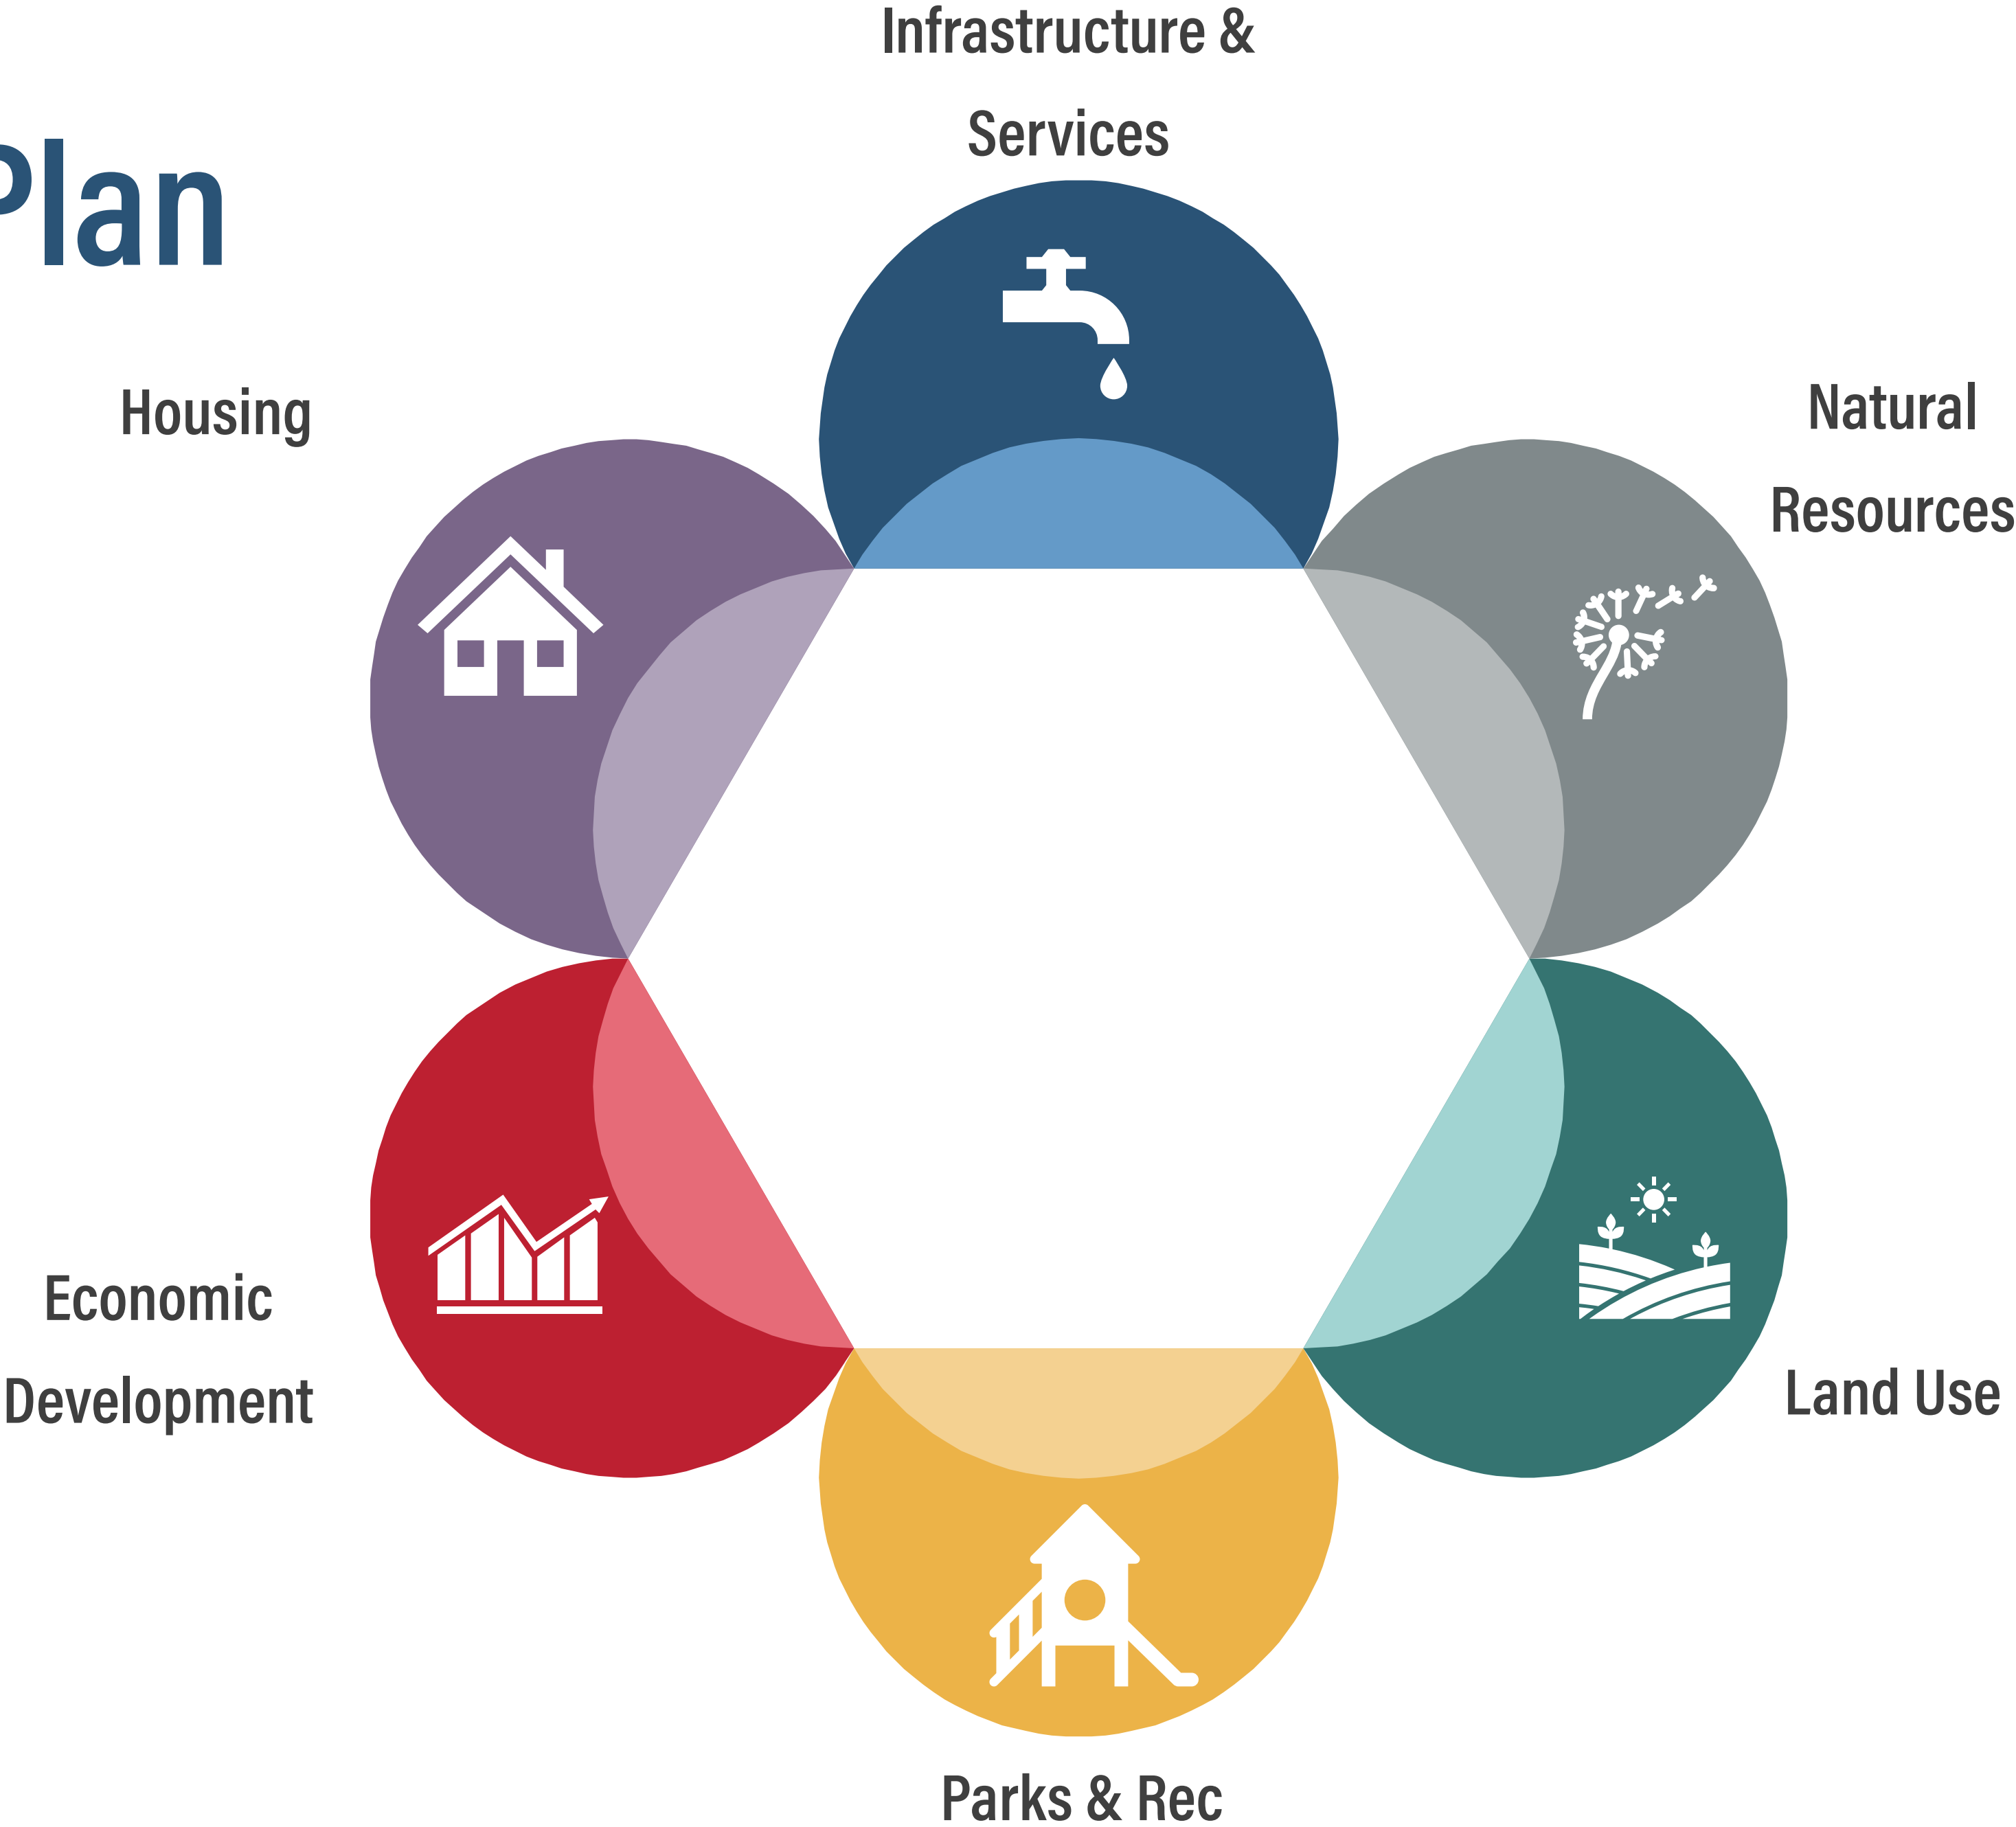 Infrastructure &
Services
Plan
Housing
Natural
Resources
Economic
Development
Land Use
Parks & Rec